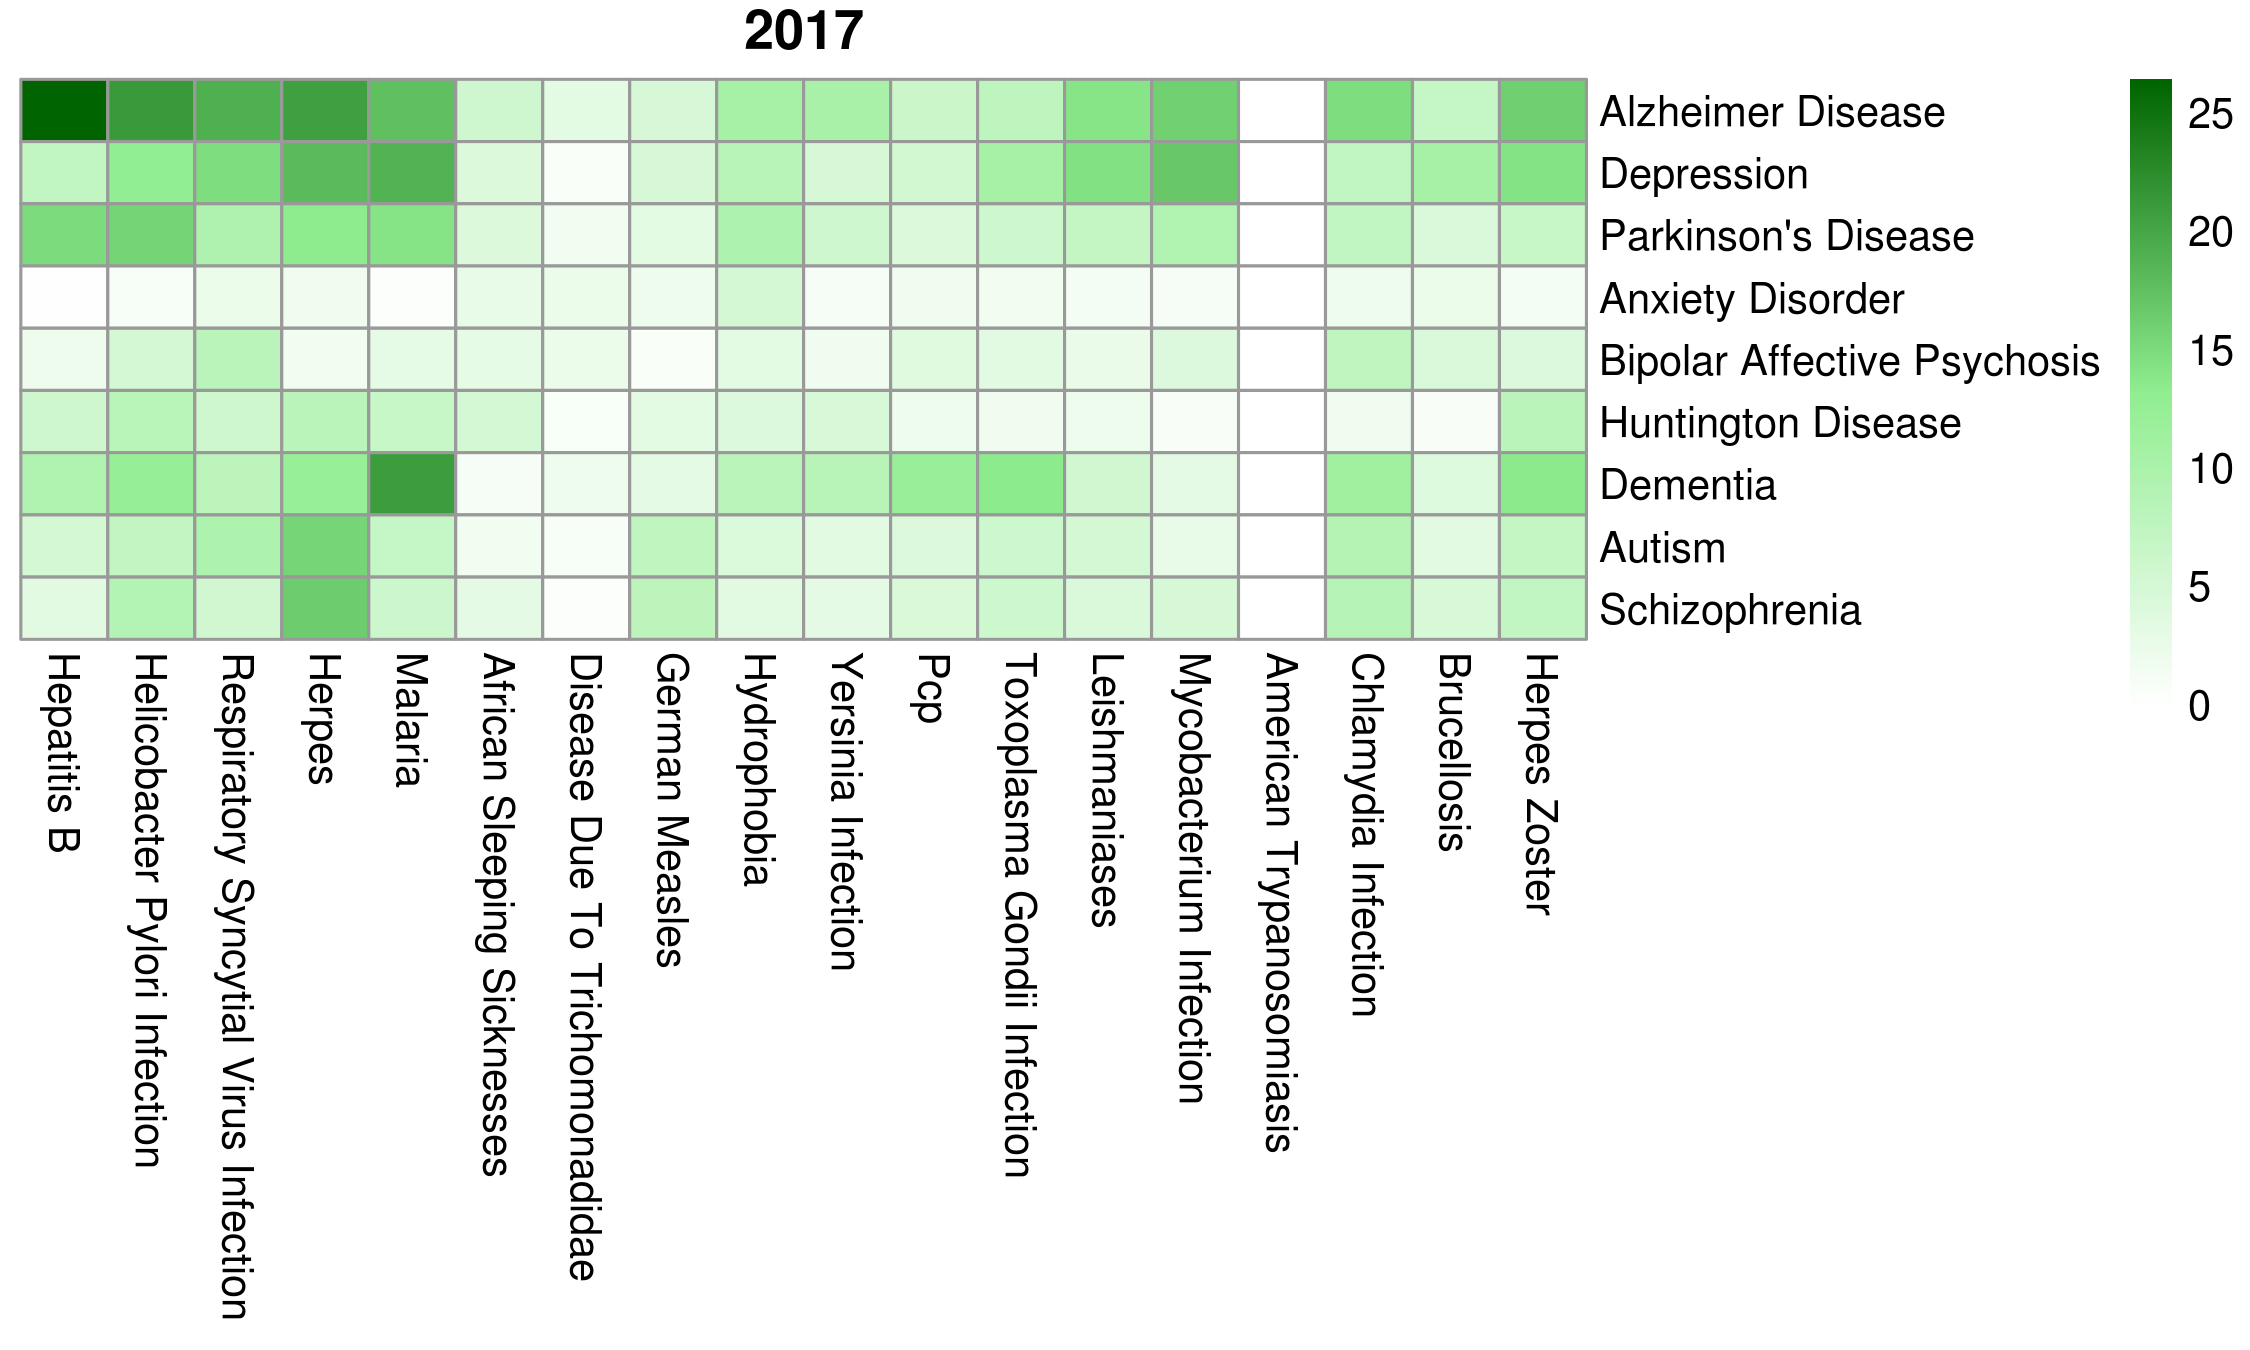 2017
Alzheimer Disease
Depression
Parkinson's Disease
Anxiety Disorder
Bipolar Affective Psychosis
Huntington Disease
Dementia
Autism
Schizophrenia
25
20
15
10
5
0
Hepatitis B
Helicobacter Pylori Infection
Respiratory Syncytial Virus Infection
Herpes
Malaria
African Sleeping Sicknesses
Disease Due To Trichomonadidae
German Measles
Hydrophobia
Yersinia Infection
Pcp
Toxoplasma Gondii Infection
Leishmaniases
Mycobacterium Infection
American Trypanosomiasis
Chlamydia Infection
Brucellosis
Herpes Zoster